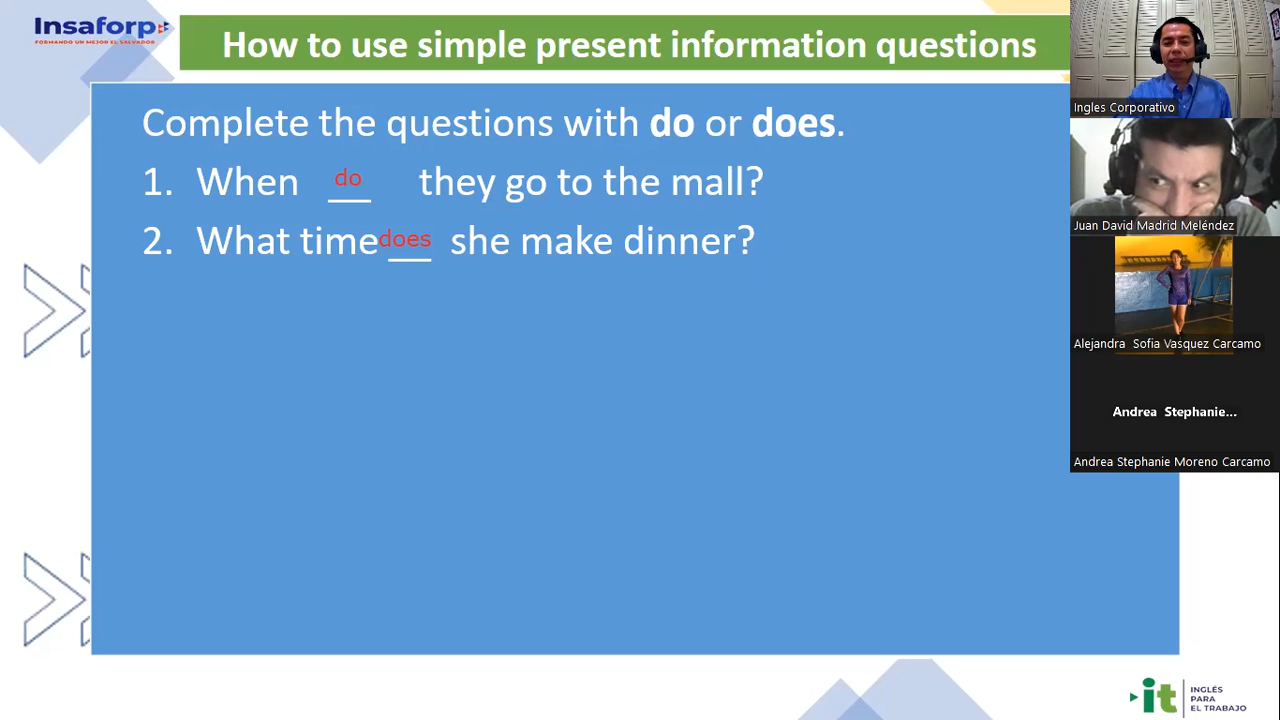 Insaforp
FORMANDO UN MEJOR EL SALVADOR
How to use simple present information questions
Complete the questions with do or does.
1. When do they go to the mall?
2. What time does she make dinner?
Ingles Corporativo
Juan David Madrid Meléndez
Alejandra Sofia Vasquez Carcamo
Andrea Stephanie...
Andrea Stephanie Moreno Carcamo
it INGLÉS
PARA
EL TRABAJO